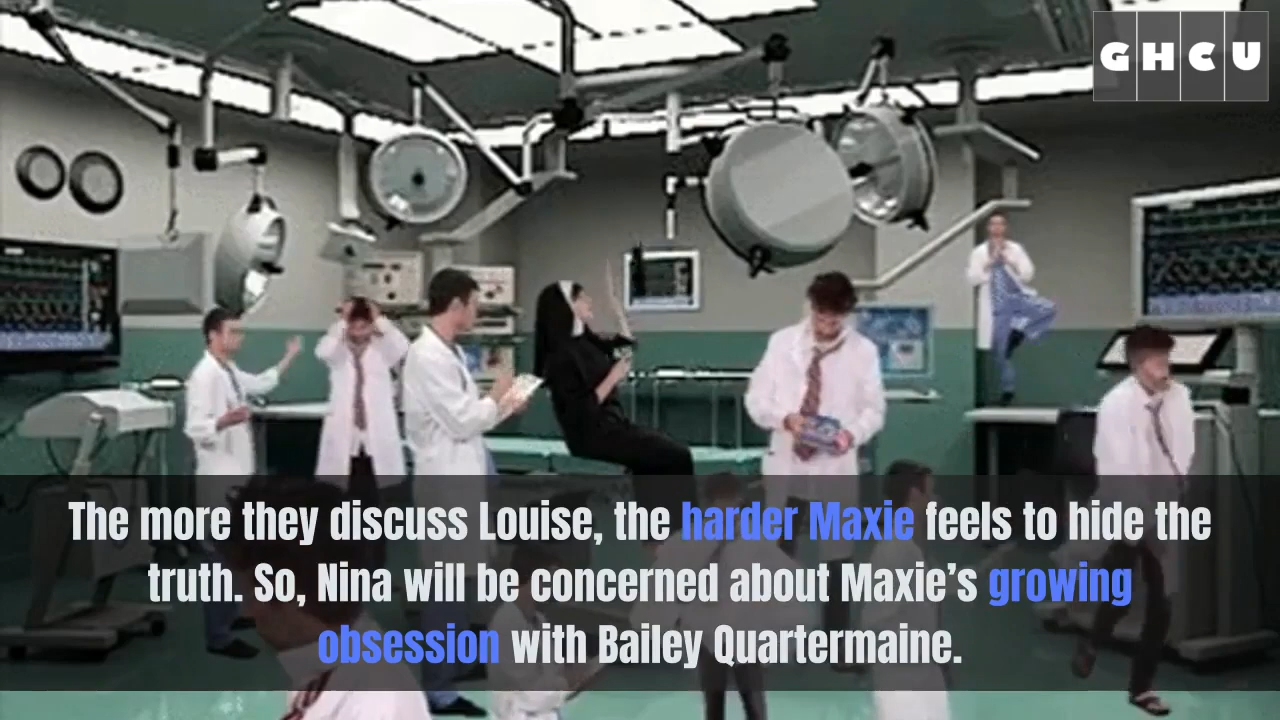 GHCU
The more they discuss Louise, the harder Maxie feels to hide the
truth. So, Nina will be concerned about Maxie’s growing
obsession with Bailey Quartermaine.